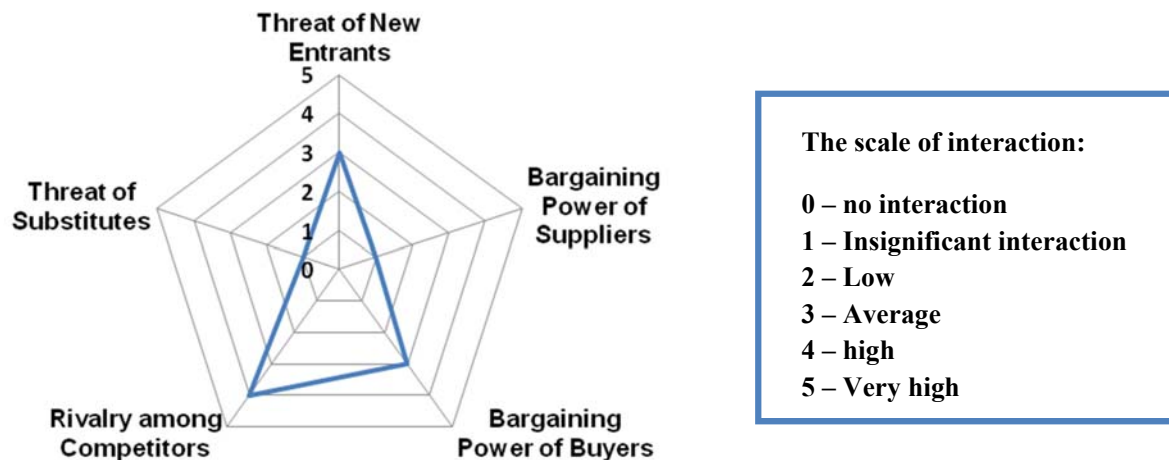 Threat of New
Entrants
5
4
3
2
1
0
Threat of
Substitutes
Bargaining
Power of
Suppliers
Rivalry among
Competitors
Bargaining
Power of Buyers
The scale of interaction:
0 – no interaction
1 – Insignificant interaction
2 – Low
3 – Average
4 – high
5 – Very high